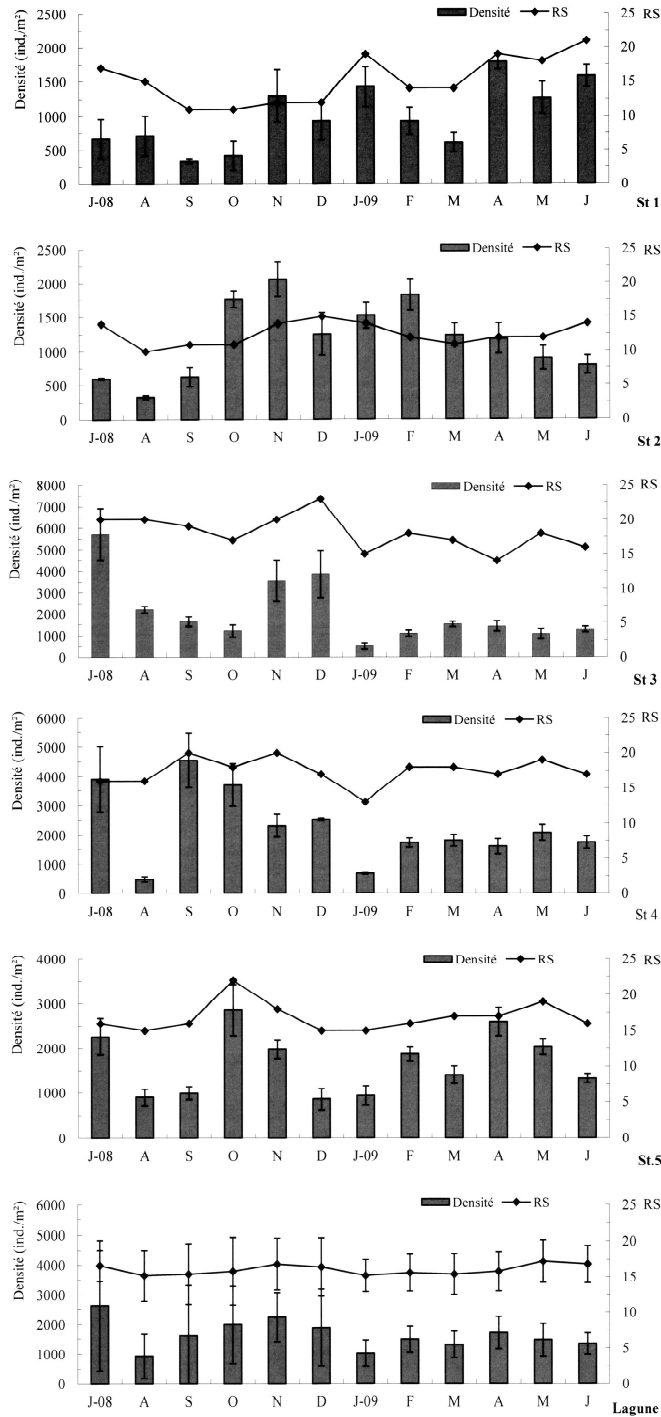 Densité RS
Densité (ind,/m²) RS
2500 2000 1500 1000 500 0
25 20 15 10 5 0
J-08 A S O N D J-09 F M A M J
St 1
Densité RS
Densité (ind./m²) RS
2500 2000 1500 1000 500 0
25 20 15 10 5 0
J-08 A S O N D J-09 F M A M J
St 2
Densité RS
Densité (ind./m²) RS
8000 7000 6000 5000 4000 3000 2000 1000 0
25 20 15 10 5 0
J-08 A S O N D J-09 F M A M J
St 3
Densité RS
Densité (ind./m²) RS
6000 5000 4000 3000 2000 1000 0
25 20 15 10 5 0
J-08 A S O N D J-09 F M A M J
St 4
Densité RS
Densité (ind./m²) RS
4000 3000 2000 1000 0
25 20 15 10 5 0
J-08 A S O N D J-09 F M A M J
St.5
Densité RS
Densité (ind./m²) RS
6000 5000 4000 3000 2000 1000 0
25 20 15 10 5 0
J-08 A S O N D J-09 F M A M J
Lagune